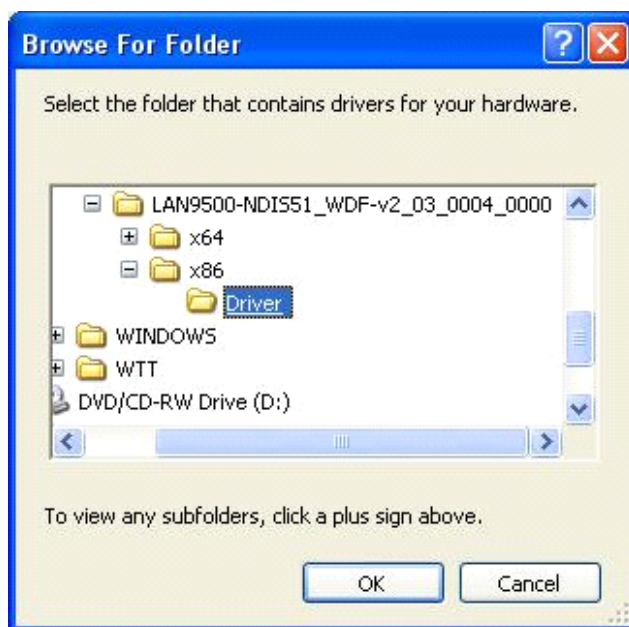 Browse For Folder
Select the folder that contains drivers for your hardware.
LAN9500-NDIS51_WDF-v2_03_0004_0000
x64
x86
Driver
WINDOWS
WTT
DVD/CD-RW Drive (D:)
To view any subfolders, click a plus sign above.
OK
Cancel